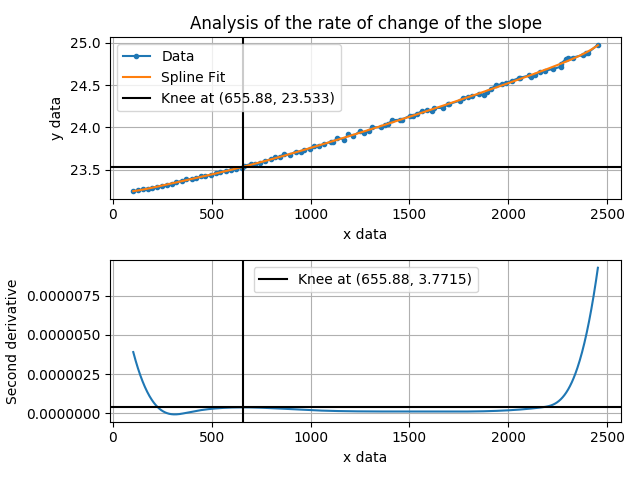 Analysis of the rate of change of the slope
25.0
24.5
24.0
23.5
y data
Data
Spline Fit
Knee at (655.88, 23.533)
0 500 1000 1500 2000 2500
x data
Knee at (655.88, 3.7715)
0.0000075
0.0000050
0.0000025
0.0000000
Second derivative
0 500 1000 1500 2000 2500
x data